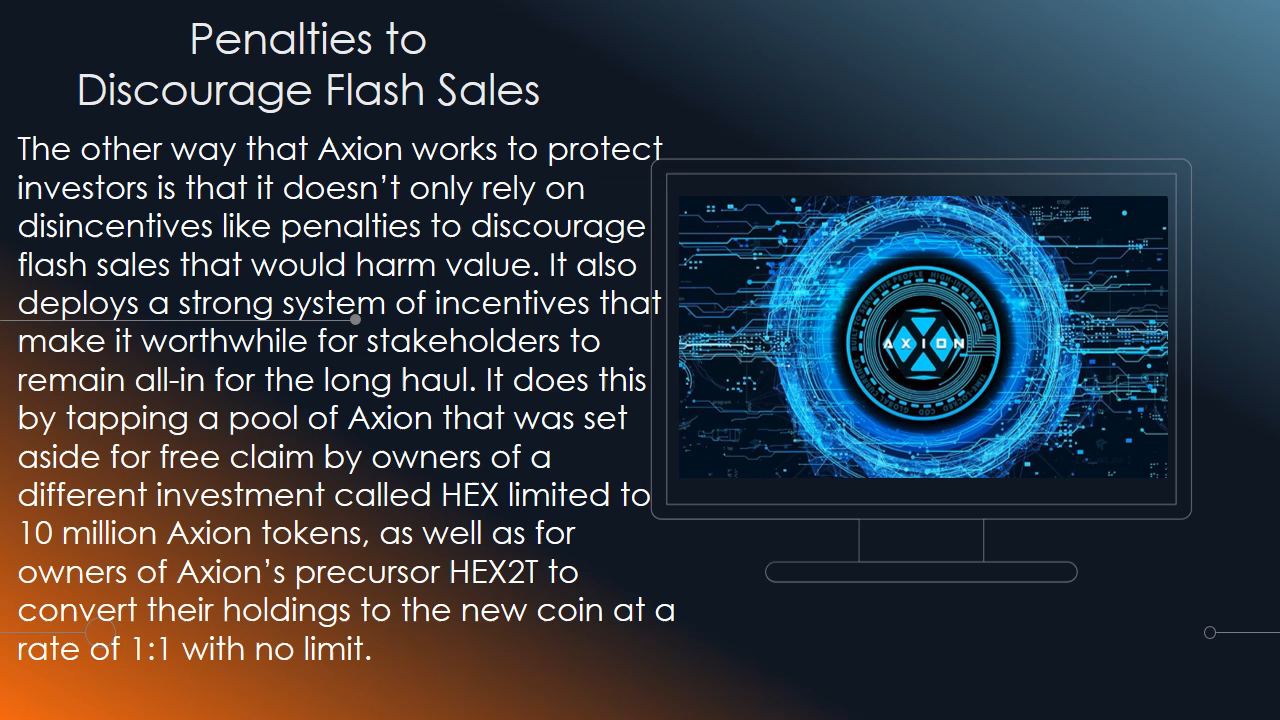 Penalties to
Discourage Flash Sales
The other way that Axion works to protect
investors is that it doesn’t only rely on
disincentives like penalties to discourage
flash sales that would harm value. It also
deploys a strong system of incentives that
make it worthwhile for stakeholders to
remain all-in for the long haul. It does this
by tapping a pool of Axion that was set
aside for free claim by owners of a
different investment called HEX limited to
10 million Axion tokens, as well as for
owners of Axion’s precursor HEX2T to
convert their holdings to the new coin at a
rate of 1:1 with no limit.
AXION